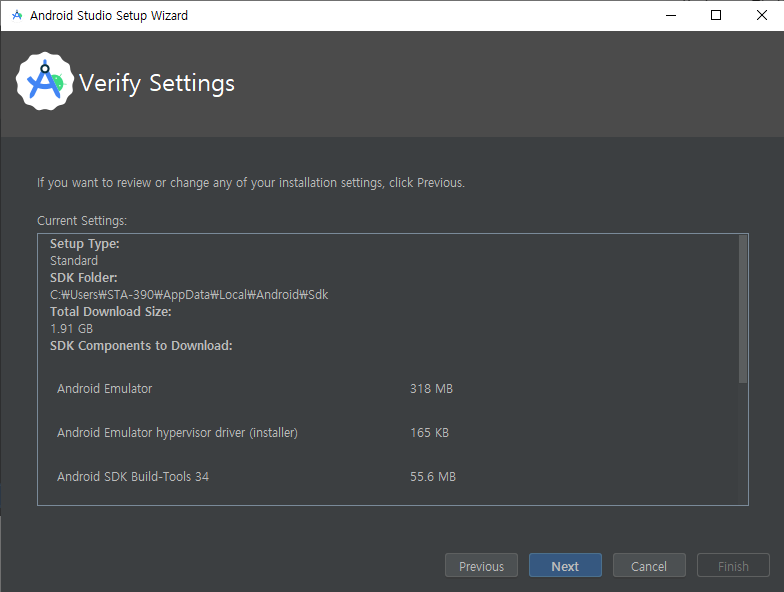 Android Studio Setup Wizard
Verify Settings
If you want to review or change any of your installation settings, click Previous.
Current Settings:
Setup Type:
Standard
SDK Folder:
C:₩Users₩STA-390₩AppData₩Local₩Android₩Sdk
Total Download Size:
1.91 GB
SDK Components to Download:
Android Emulator 318 MB
Android Emulator hypervisor driver (installer) 165 KB
Android SDK Build-Tools 34 55.6 MB
Previous Next Cancel Finish